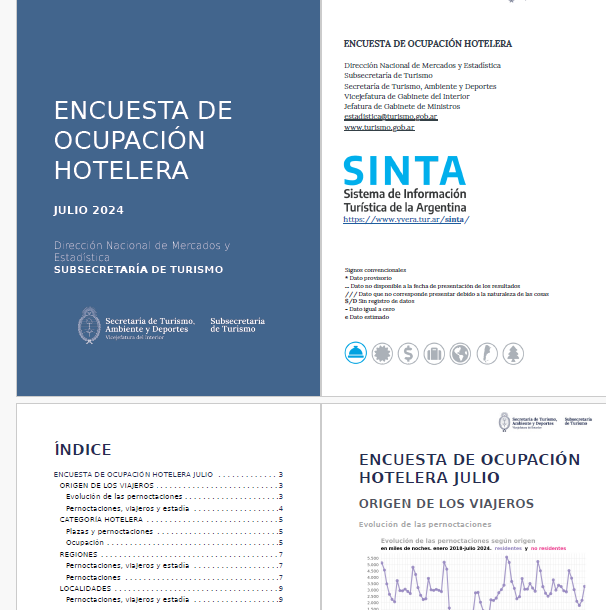 ENCUESTA DE
OCUPACIÓN
HOTELERA
JULIO 2024
Dirección Nacional de Mercados y
Estadística
SUBSECRETARÍA DE TURISMO
Secretaría de Turismo,
Ambiente y Deportes
Vicejefatura del Interior
Subsecretaría
de Turismo
ENCUESTA DE OCUPACIÓN HOTELERA
Dirección Nacional de Mercados y Estadística
Subsecretaría de Turismo
Secretaría de Turismo, Ambiente y Deportes
Vicejefatura de Gabinete del Interior
Jefatura de Gabinete de Ministros
estadistica@turismo.gob.ar
www.turismo.gob.ar
SINTA
Sistema de Información
Turística de la Argentina
https://www.yvera.tur.ar/sinta/
Signos convencionales
* Dato provisorio
... Dato no disponible a la fecha de presentación de los resultados
/// Dato que no corresponde presentar debido a la naturaleza de las cosas
S/D Sin registro de datos
- Dato igual a cero
e Dato estimado
ÍNDICE
ENCUESTA DE OCUPACIÓN HOTELERA JULIO . . . . . . . . . . . . . 3
ORIGEN DE LOS VIAJEROS . . . . . . . . . . . . . . . . . . . . . . . . . 3
Evolución de las pernoctaciones . . . . . . . . . . . . . . . . . . . 3
Pernoctaciones, viajeros y estadía . . . . . . . . . . . . . . . . . . 4
CATEGORÍA HOTELERA . . . . . . . . . . . . . . . . . . . . . . . . . . . 5
Plazas y pernoctaciones . . . . . . . . . . . . . . . . . . . . . . . . . 5
Ocupación . . . . . . . . . . . . . . . . . . . . . . . . . . . . . . . . . . 5
REGIONES . . . . . . . . . . . . . . . . . . . . . . . . . . . . . . . . . . . . 7
Pernoctaciones, viajeros y estadía . . . . . . . . . . . . . . . . . . 7
Pernoctaciones . . . . . . . . . . . . . . . . . . . . . . . . . . . . . . . 7
LOCALIDADES . . . . . . . . . . . . . . . . . . . . . . . . . . . . . . . . . 9
Pernoctaciones, viajeros y estadía . . . . . . . . . . . . . . . . . . 9
Secretaría de Turismo,
Ambiente y Deportes
Vicejefatura del Interior
Subsecretaría
de Turismo
ENCUESTA DE OCUPACIÓN
HOTELERA JULIO
ORIGEN DE LOS VIAJEROS
Evolución de las pernoctaciones
Evolución de las pernoctaciones según origen
en miles de noches. enero 2018-julio 2024. residentes y no residentes
5.500
5.000
4.500
4.000
3.500
3.000
2.500
2.000